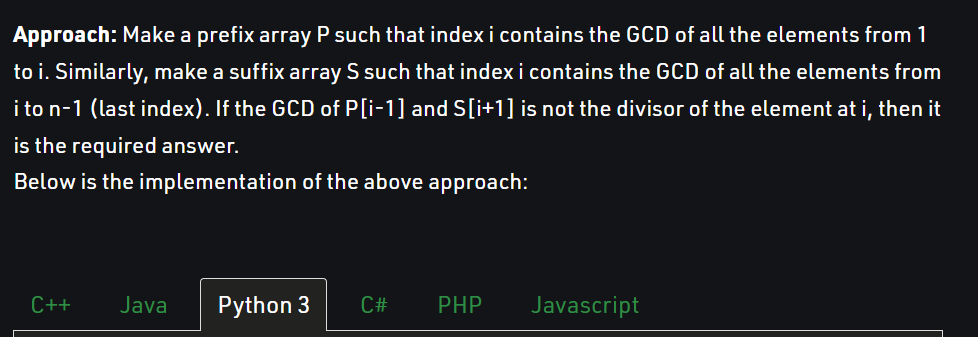 Approach: Make a prefix array P such that index i contains the GCD of all the elements from 1
to i. Similarly, make a suffix array S such that index i contains the GCD of all the elements from
i to n-1 (last index). If the GCD of P[i-1] and S[i+1] is not the divisor of the element at i, then it
is the required answer.
Below is the implementation of the above approach:
C++ Java Python 3 C# PHP Javascript